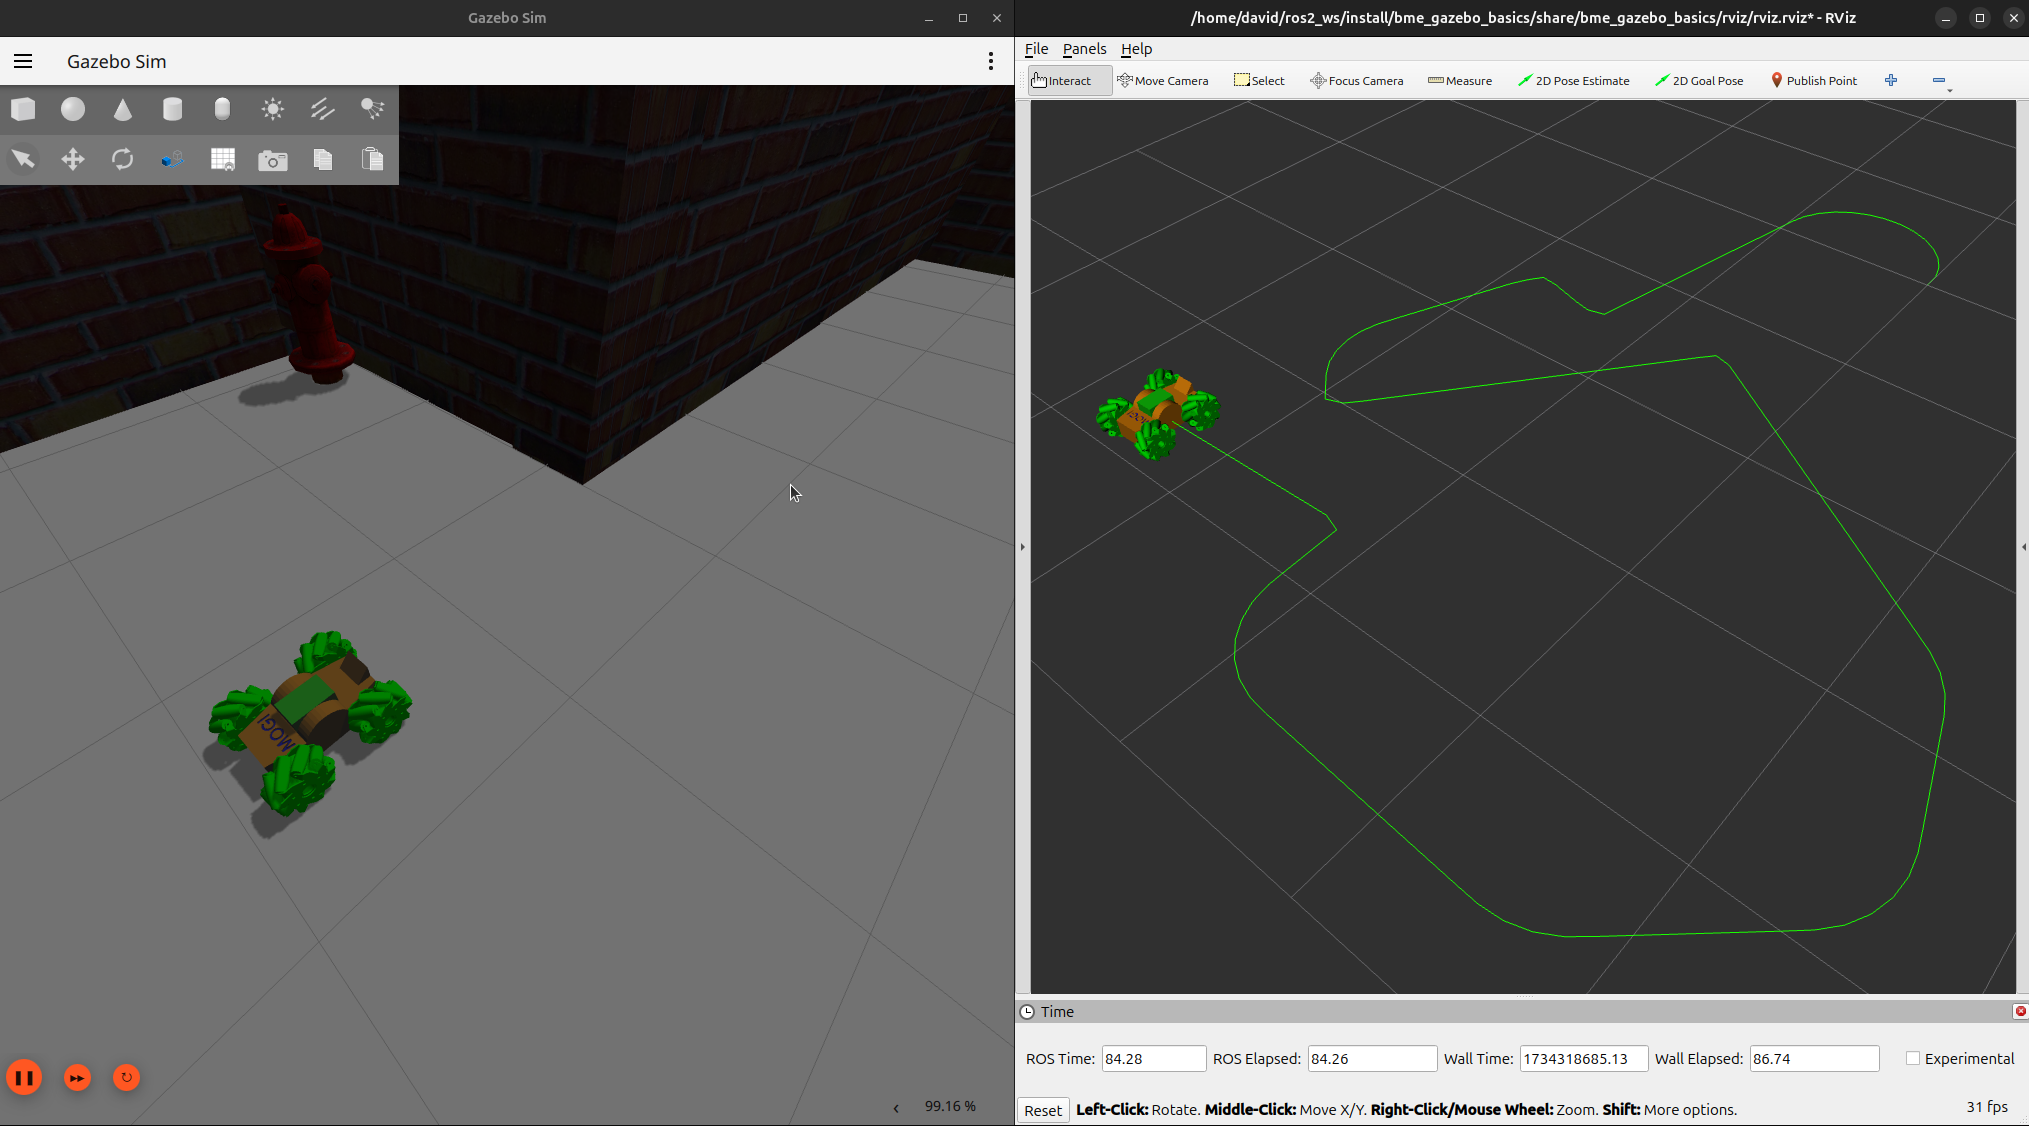 Gazebo Sim
Gazebo Sim
MOGI
99.16 %
/home/david/ros2_ws/install/bme_gazebo_basics/share/bme_gazebo_basics/rviz/rviz.rviz* - RViz
File Panels Help
Interact Move Camera Select Focus Camera Measure 2D Pose Estimate 2D Goal Pose Publish Point
Time
ROS Time: 84.28 ROS Elapsed: 84.26 Wall Time: 1734318685.13 Wall Elapsed: 86.74 Experimental
Reset Left-Click: Rotate. Middle-Click: Move X/Y. Right-Click/Mouse Wheel: Zoom. Shift: More options. 31 fps